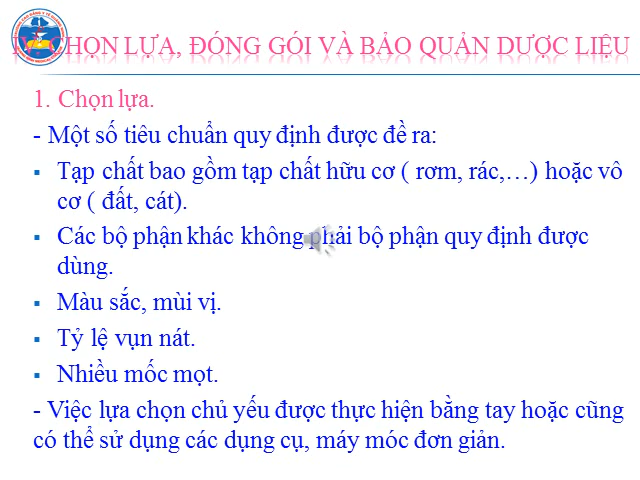 CHỌN LỰA, ĐÓNG GÓI VÀ BẢO QUẢN DƯỢC LIỆU
1. Chọn lựa.
- Một số tiêu chuẩn quy định được đề ra:
▪ Tạp chất bao gồm tạp chất hữu cơ ( rơm, rác,…) hoặc vô
cơ ( đất, cát).
▪ Các bộ phận khác không phải bộ phận quy định được
dùng.
▪ Màu sắc, mùi vị.
▪ Tỷ lệ vụn nát.
▪ Nhiều mốc mọt.
- Việc lựa chọn chủ yếu được thực hiện bằng tay hoặc cũng
có thể sử dụng các dụng cụ, máy móc đơn giản.